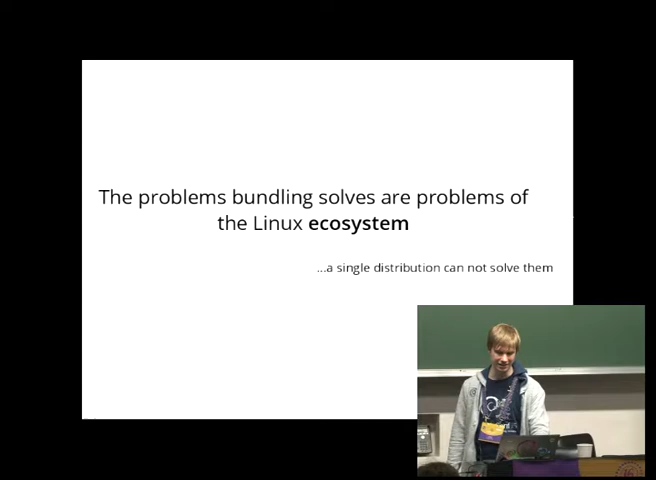 The problems bundling solves are problems of
the Linux ecosystem
...a single distribution can not solve them